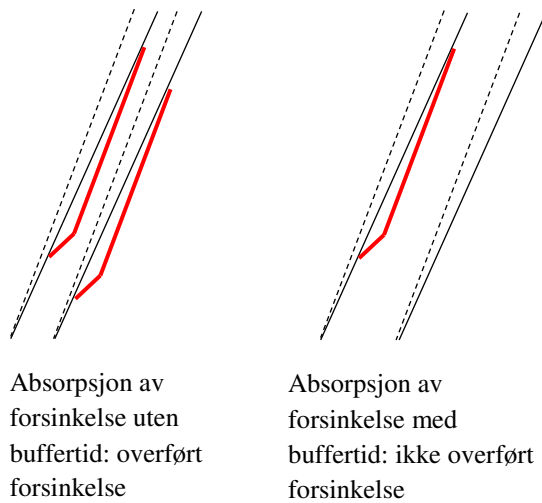 Absorpsjon av
forsinkelse uten
buffertid: overført
forsinkelse
Absorpsjon av
forsinkelse med
buffertid: ikke overført
forsinkelse